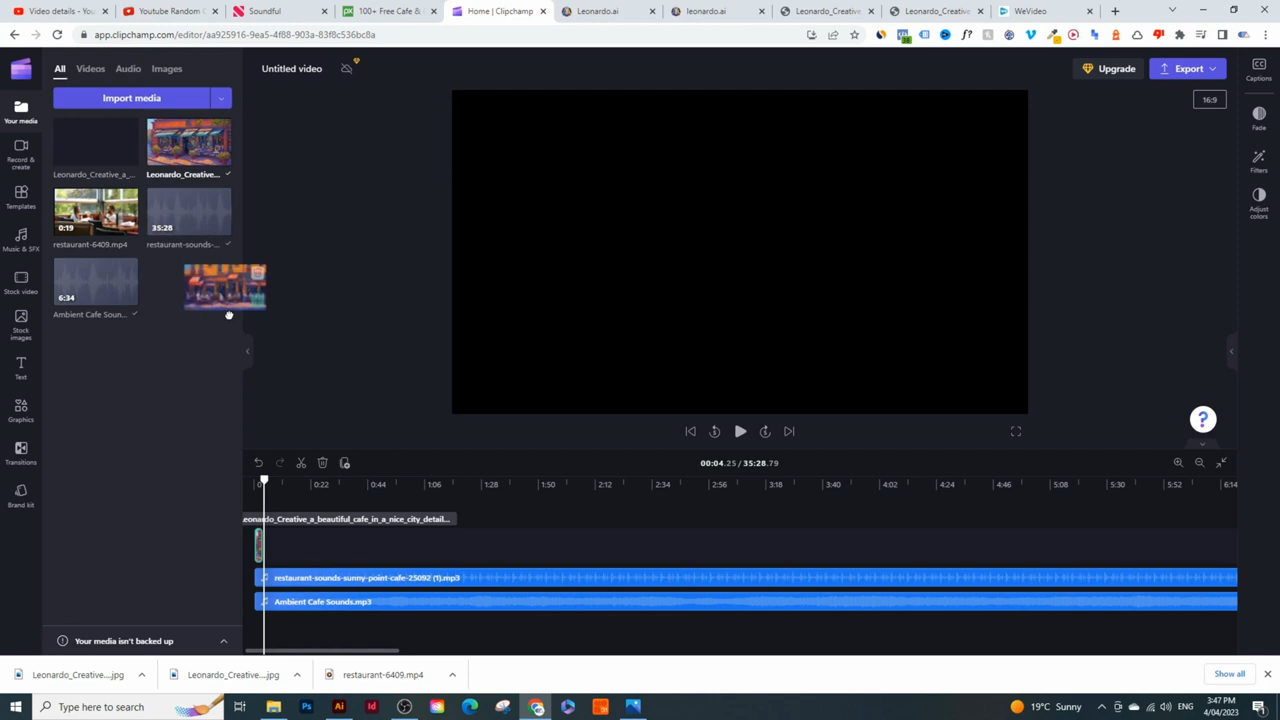 Video details - You
Youtube Random C
Soundful
100+ Free Cafe &
Home | Clipchamp
Leonardo.ai
leonardo.ai
Leonardo_Creative
Leonardo_Creative
WeVideo
app.clipchamp.com/editor/aa925916-9ea5-4f88-903a-83f8c536bc8a
All
Videos
Audio
Images
Untitled video
Upgrade
Export
Captions
Import media
16:9
Your media
Fade
Record & create
Leonardo_Creative_a_...
Leonardo_Creative...
Filters
Templates
0:19
35:28
Adjust colors
Music & SFX
restaurant-6409.mp4
restaurant-sounds-...
Stock video
6:34
Ambient Cafe Soun...
Stock images
Text
Graphics
?
Transitions
00:04.25 / 35:28.79
0
0:22
0:44
1:06
1:28
1:50
2:12
2:34
2:56
3:18
3:40
4:02
4:24
4:46
5:08
5:30
5:52
6:14
Brand kit
Leonardo_Creative_a_beautiful_cafe_in_a_nice_city_detail...
restaurant-sounds-sunny-point-cafe-25092 (1).mp3
Ambient Cafe Sounds.mp3
Your media isn't backed up
Leonardo_Creative....jpg
Leonardo_Creative....jpg
restaurant-6409.mp4
Show all
Type here to search
Ps
Ai
Id
19°C Sunny
ENG
3:47 PM
4/04/2023